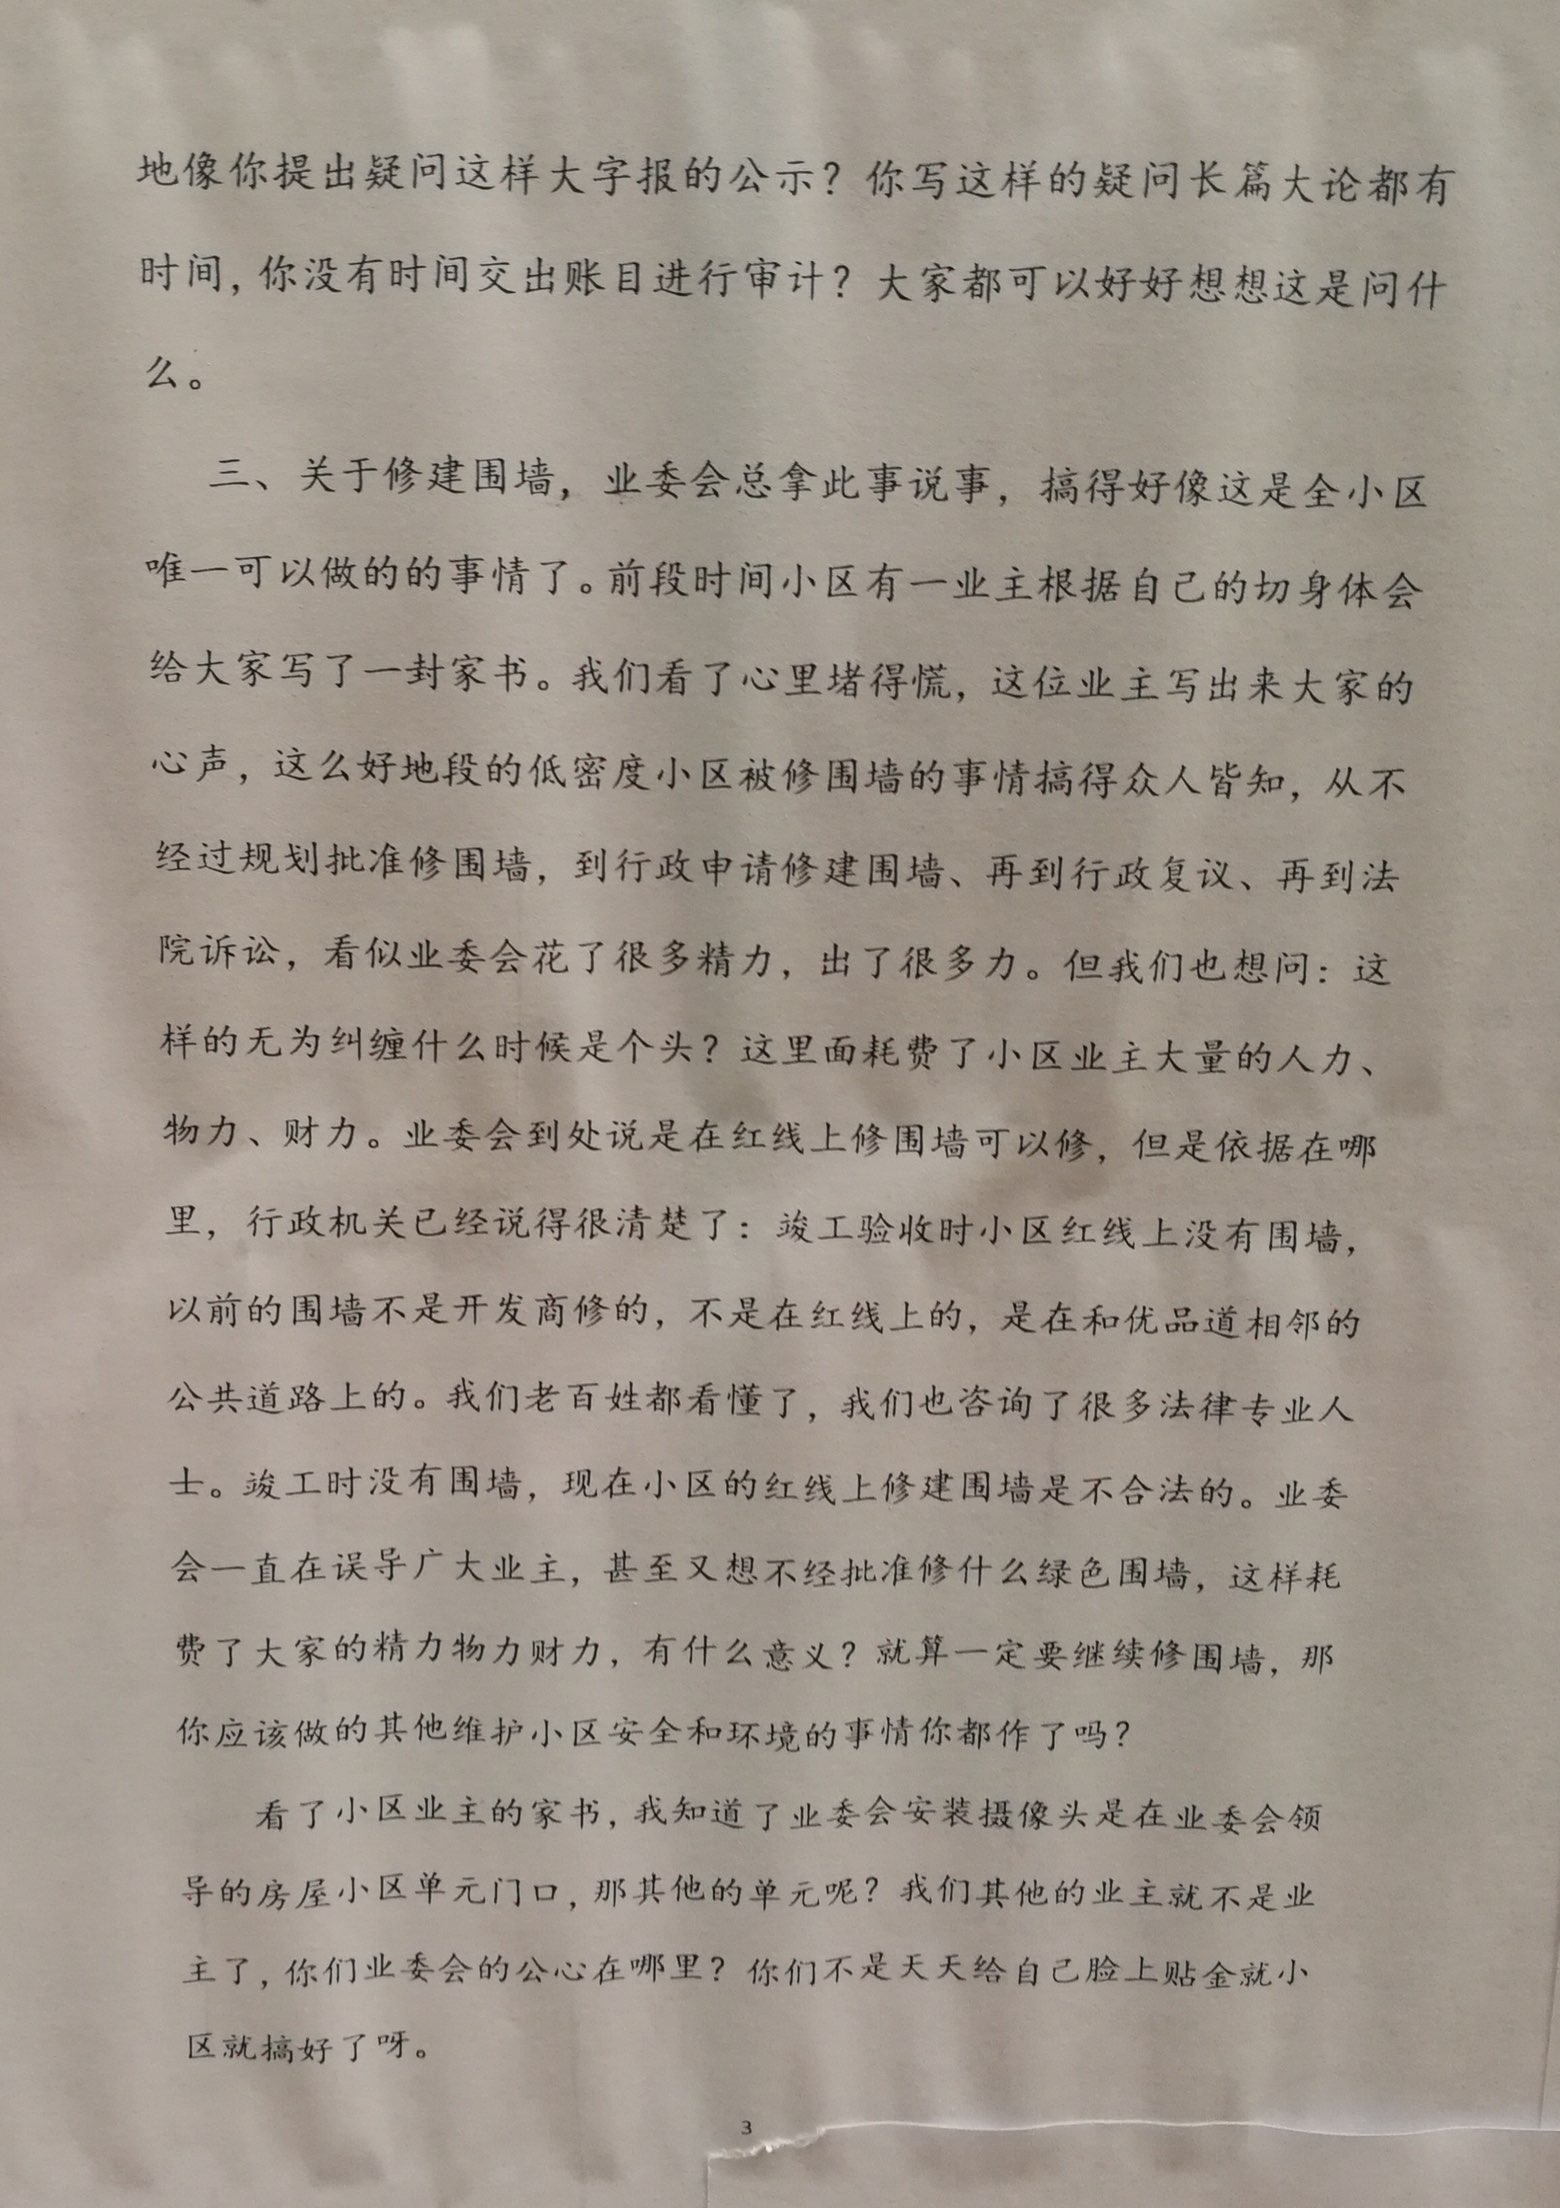 地像你提出疑问这样大字报的公示？你写这样的疑问长篇大论都有
时间，你没有时间交出账目进行审计？大家都可以好好想想这是问什
么。
三、关于修建围墙，业委会总拿此事说事，搞得好像这是全小区
唯一可以做的的事情了。前段时间小区有一业主根据自己的切身体会
给大家写了一封家书。我们看了心里堵得慌，这位业主写出来大家的
心声，这么好地段的低密度小区被修围墙的事情搞得众人皆知，从不
经过规划批准修围墙，到行政申请修建围墙、再到行政复议、再到法
院诉讼，看似业委会花了很多精力，出了很多力。但我们也想问：这
样的无为纠缠什么时候是个头？这里面耗费了小区业主大量的人力、
物力、财力。业委会到处说是在红线上修围墙可以修，但是依据在哪
里，行政机关已经说得很清楚了：竣工验收时小区红线上没有围墙，
以前的围墙不是开发商修的，不是在红线上的，是在和优品道相邻的
公共道路上的。我们老百姓都看懂了，我们也咨询了很多法律专业人
士。竣工时没有围墙，现在小区的红线上修建围墙是不合法的。业委
会一直在误导广大业主，甚至又想不经批准修什么绿色围墙，这样耗
费了大家的精力物力财力，有什么意义？就算一定要继续修围墙，那
你应该做的其他维护小区安全和环境的事情你都作了吗？
看了小区业主的家书，我知道了业委会安装摄像头是在业委会领
导的房屋小区单元门口，那其他的单元呢？我们其他的业主就不是业
主了，你们业委会的公心在哪里？你们不是天天给自己脸上贴金就小
区就搞好了呀。
3